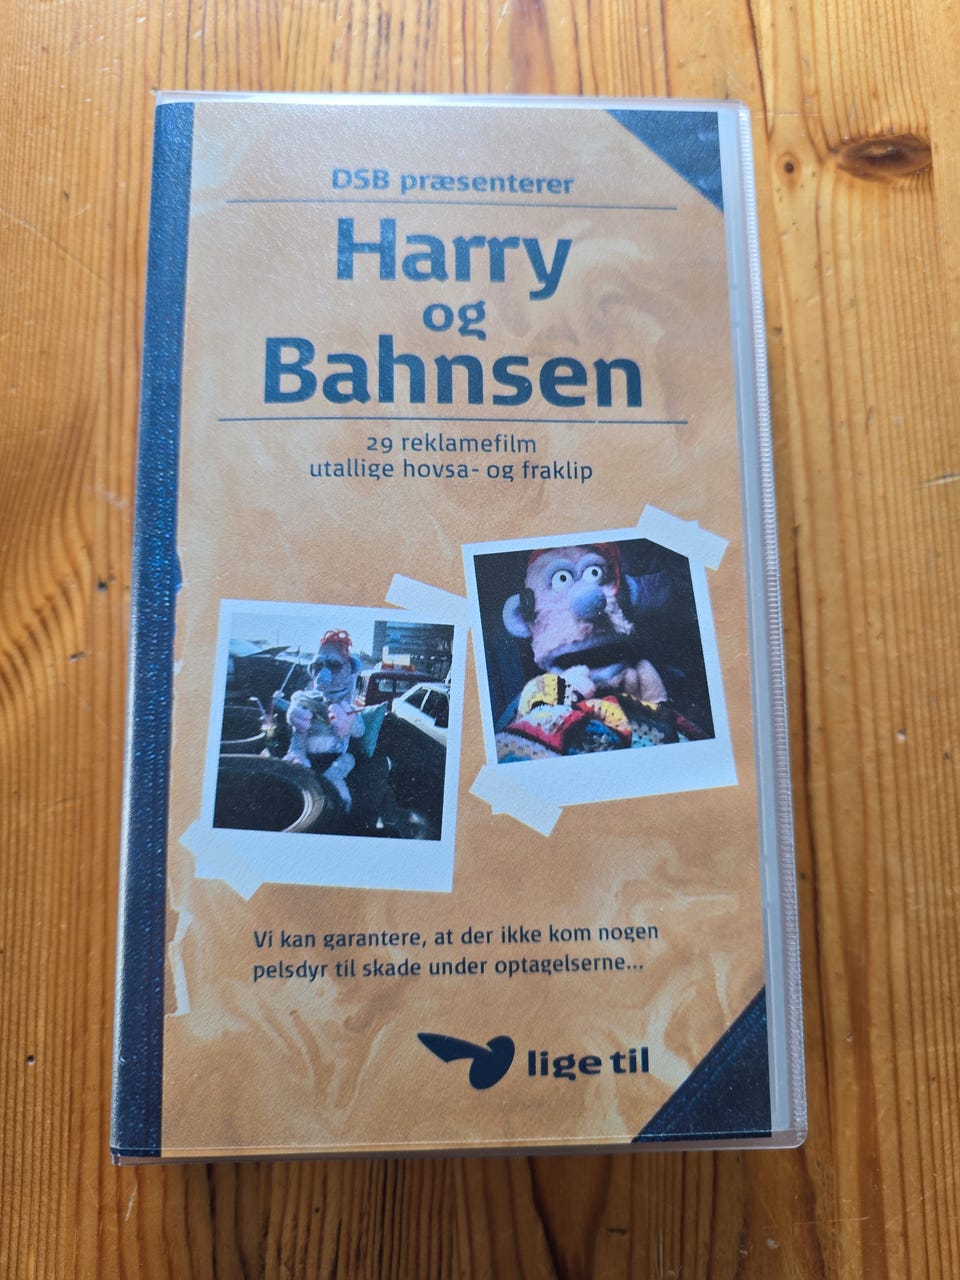 DSB præsenterer
Harry
og
Bahnsen
29 reklamefilm
utallige hovsa- og fraklip
Vi kan garantere, at der ikke kom nogen
pelsdyr til skade under optagelserne...
lige til